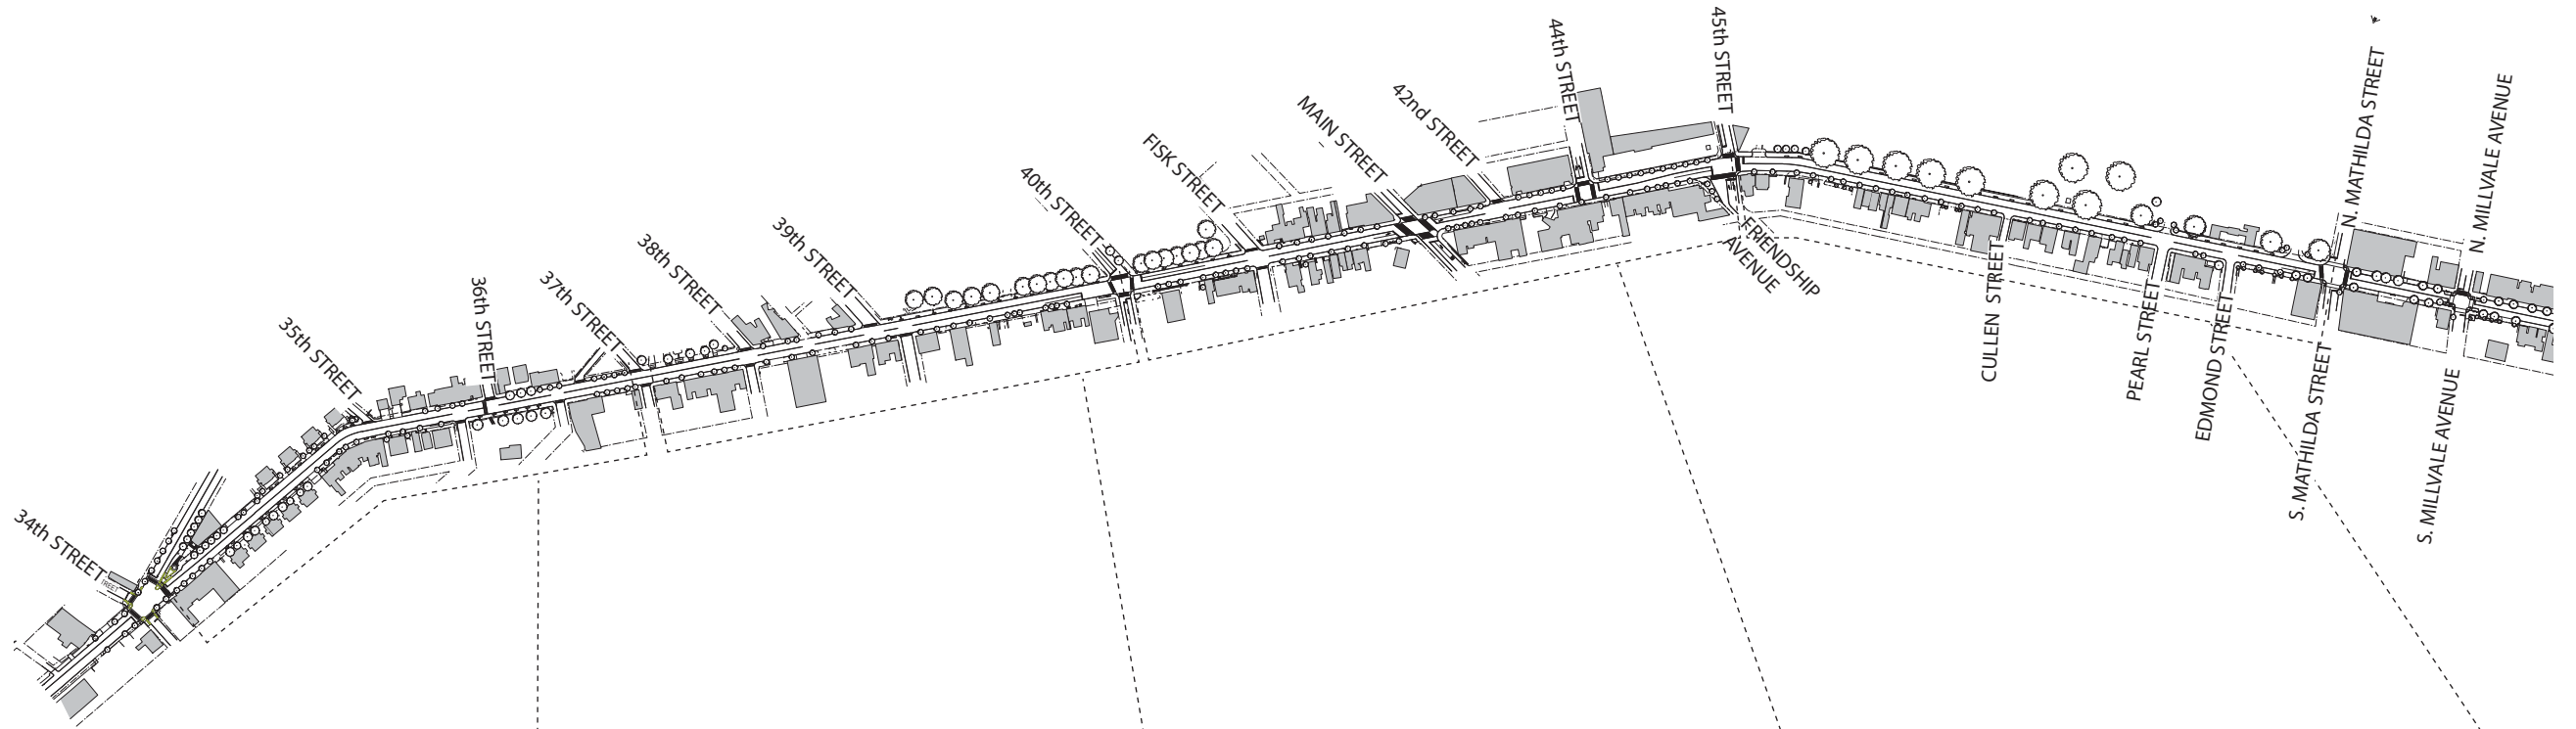 34th STREET
35th STREET
36th STREET
37th STREET
38th STREET
39th STREET
40th STREET
FISK STREET
MAIN STREET
42nd STREET
44th STREET
45th STREET
FRIENDSHIP
AVENUE
CULLEN STREET
PEARL STREET
EDMOND STREET
N. MATHILDA STREET
S. MATHILDA STREET
N. MILLVALE AVENUE
S. MILLVALE AVENUE